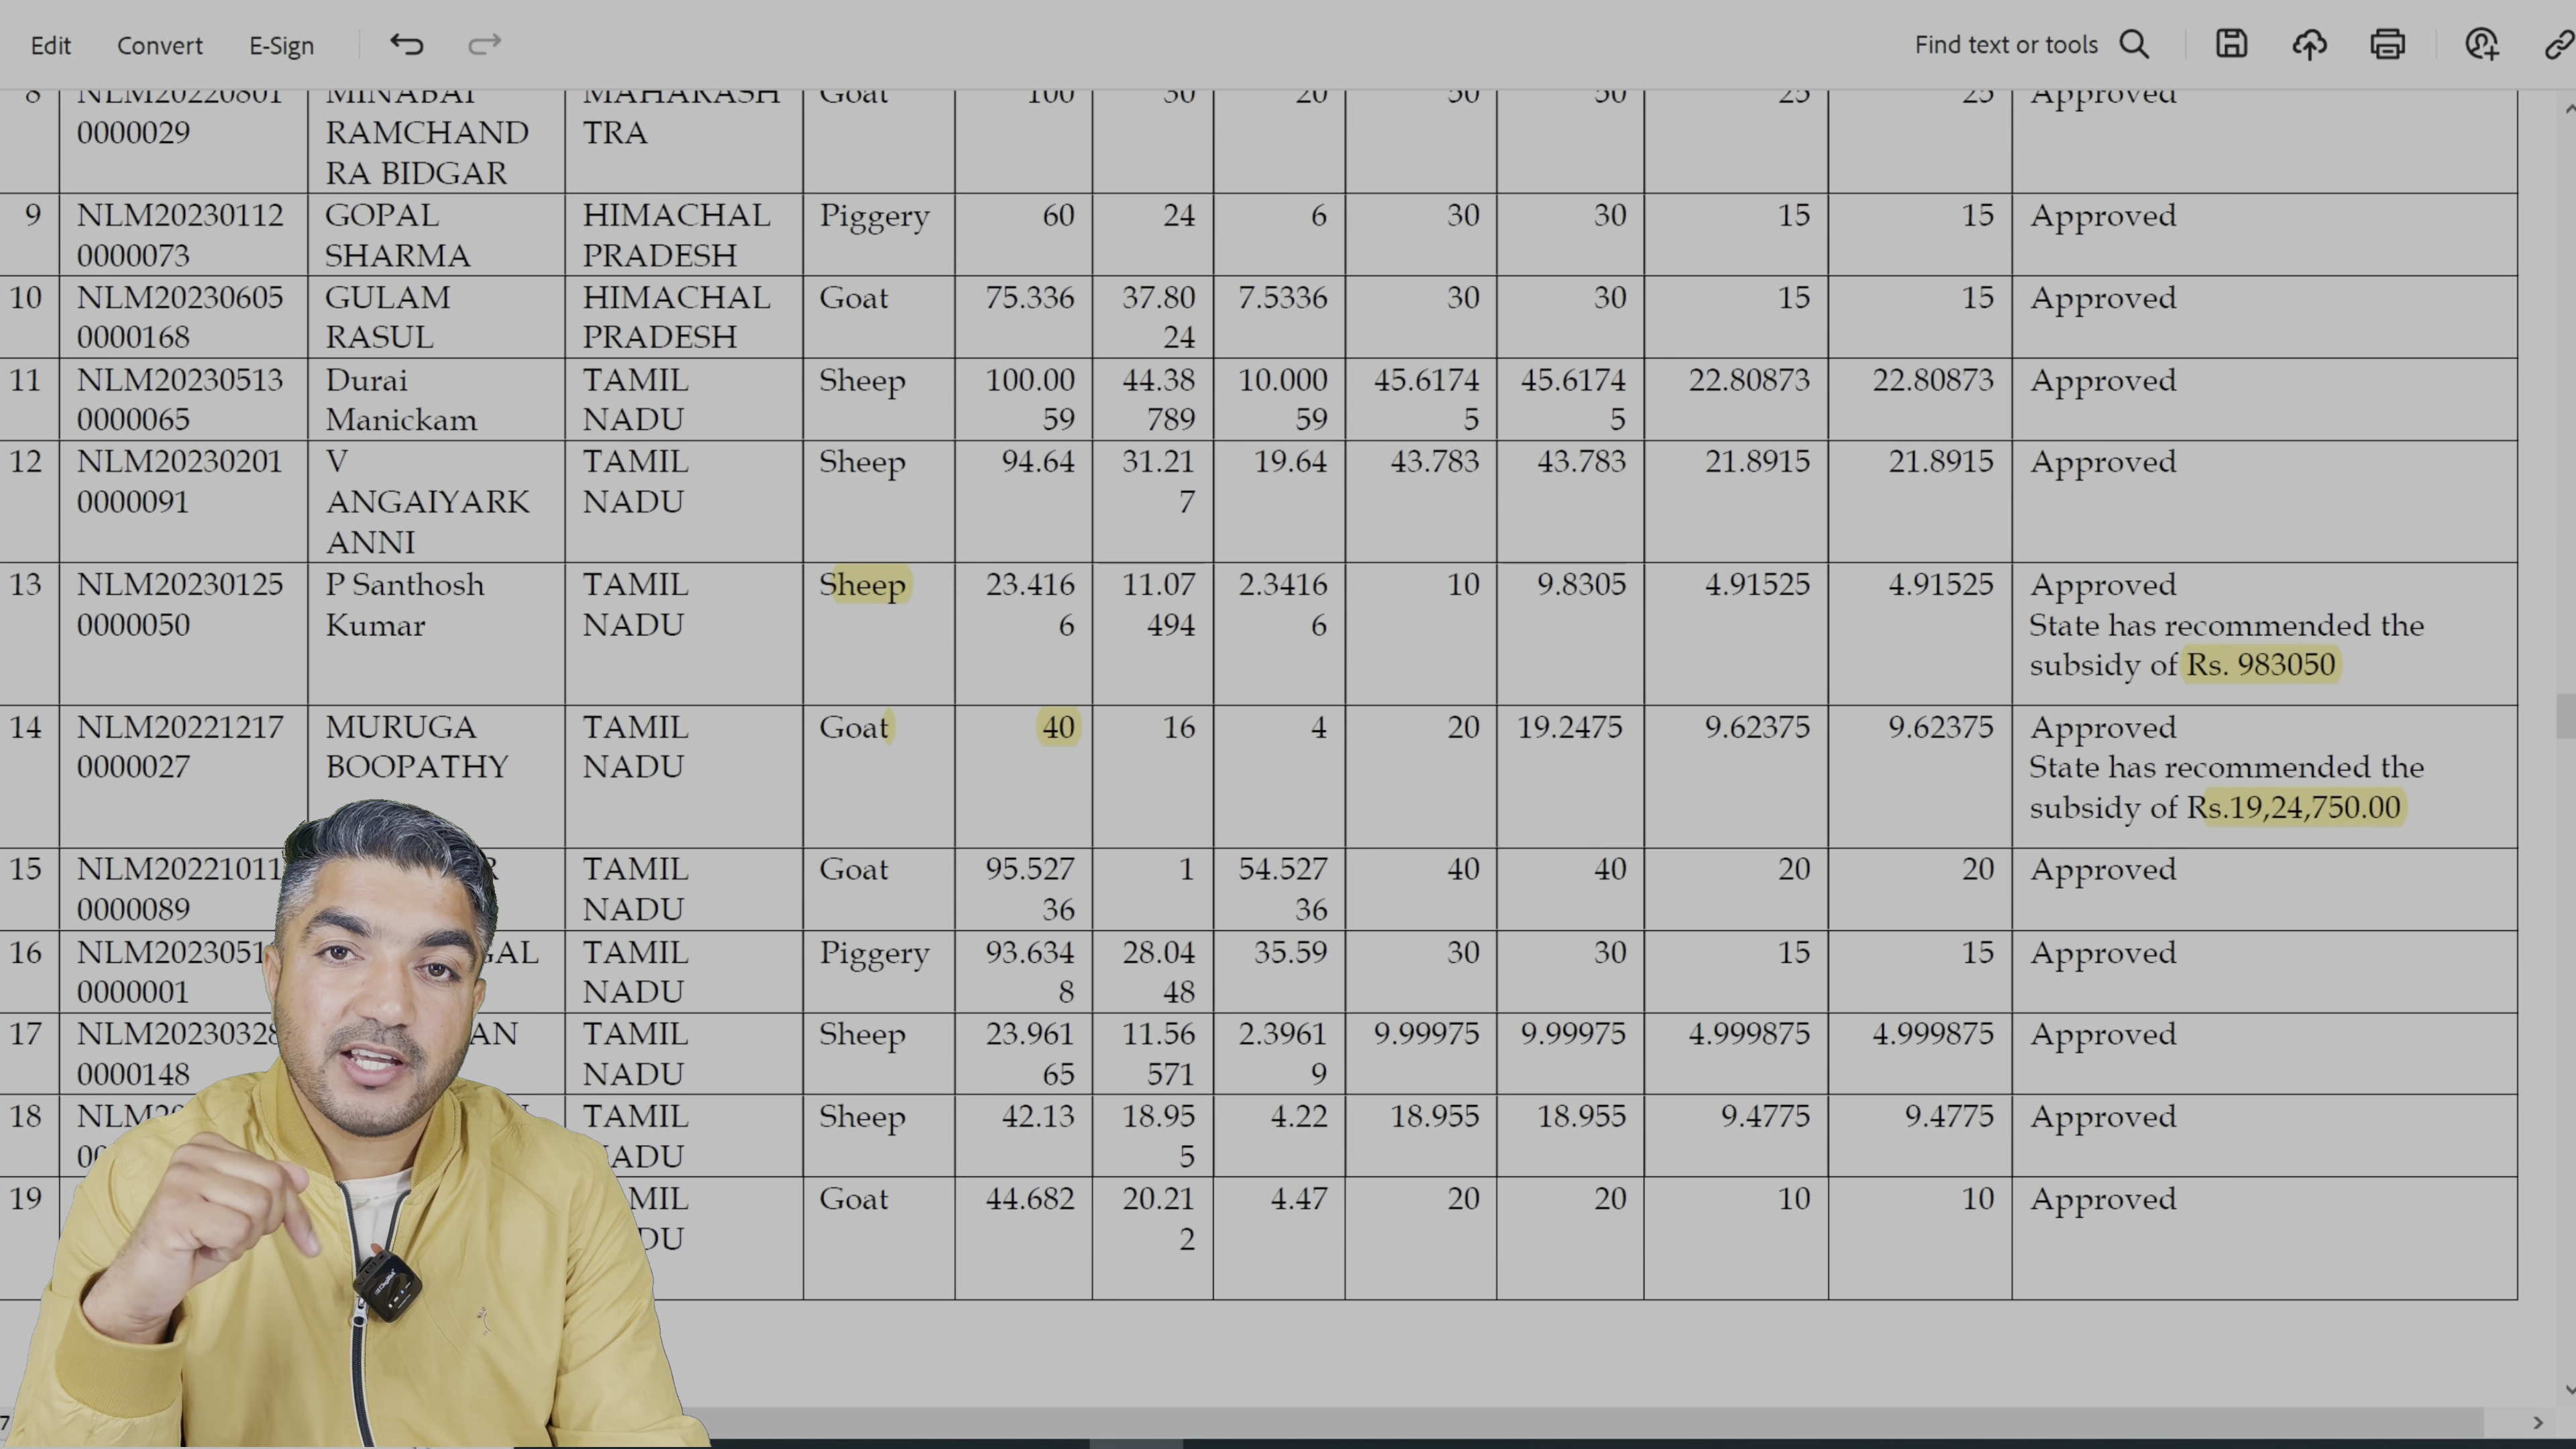 Edit Convert E-Sign Find text or tools
8 NLM20220801 MINABAI MAHARASH Goat 100 30 20 50 50 25 25 Approved
0000029 RAMCHAND TRA
RA BIDGAR
9 NLM20230112 GOPAL HIMACHAL Piggery 60 24 6 30 30 15 15 Approved
0000073 SHARMA PRADESH
10 NLM20230605 GULAM HIMACHAL Goat 75.336 37.80 7.5336 30 30 15 15 Approved
0000168 RASUL PRADESH 24
11 NLM20230513 Durai TAMIL Sheep 100.00 44.38 10.000 45.6174 45.6174 22.80873 22.80873 Approved
0000065 Manickam NADU 59 789 59 5 5
12 NLM20230201 V TAMIL Sheep 94.64 31.21 19.64 43.783 43.783 21.8915 21.8915 Approved
0000091 ANGAIYARK NADU 7
ANNI
13 NLM20230125 P Santhosh TAMIL Sheep 23.416 11.07 2.3416 10 9.8305 4.91525 4.91525 Approved
0000050 Kumar NADU 6 494 6 State has recommended the
subsidy of Rs. 983050
14 NLM20221217 MURUGA TAMIL Goat 40 16 4 20 19.2475 9.62375 9.62375 Approved
0000027 BOOPATHY NADU State has recommended the
subsidy of Rs.19,24,750.00
15 NLM20221011 R TAMIL Goat 95.527 1 54.527 40 40 20 20 Approved
0000089 NADU 36 36
16 NLM2023051 GAL TAMIL Piggery 93.634 28.04 35.59 30 30 15 15 Approved
0000001 NADU 8 48
17 NLM20230328 AN TAMIL Sheep 23.961 11.56 2.3961 9.99975 9.99975 4.999875 4.999875 Approved
0000148 NADU 65 571 9
18 NLM20 TAMIL Sheep 42.13 18.95 4.22 18.955 18.955 9.4775 9.4775 Approved
00 ADU 5
19 MIL Goat 44.682 20.21 4.47 20 20 10 10 Approved
DU 2